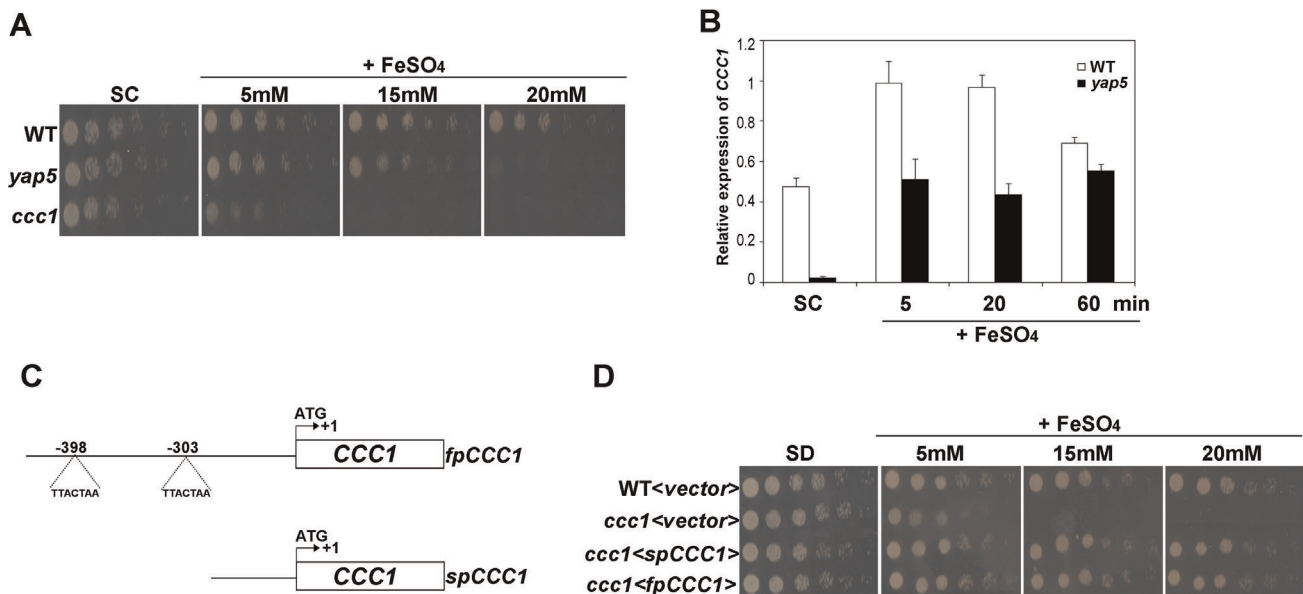 A
+ FeSO4
SC 5mM 15mM 20mM
WT
yap5
ccc1
B
Relative expression of CCC1
1.2
1
0.8
0.6
0.4
0.2
0
WT
yap5
SC 5 20 60 min
+ FeSO4
C
-398 -303 ATG +1
CCC1 fpCCC1
TTACTAA TTACTAA
ATG +1
CCC1 spCCC1
D
+ FeSO4
SD 5mM 15mM 20mM
WT<vector>
ccc1<vector>
ccc1<spCCC1>
ccc1<fpCCC1>